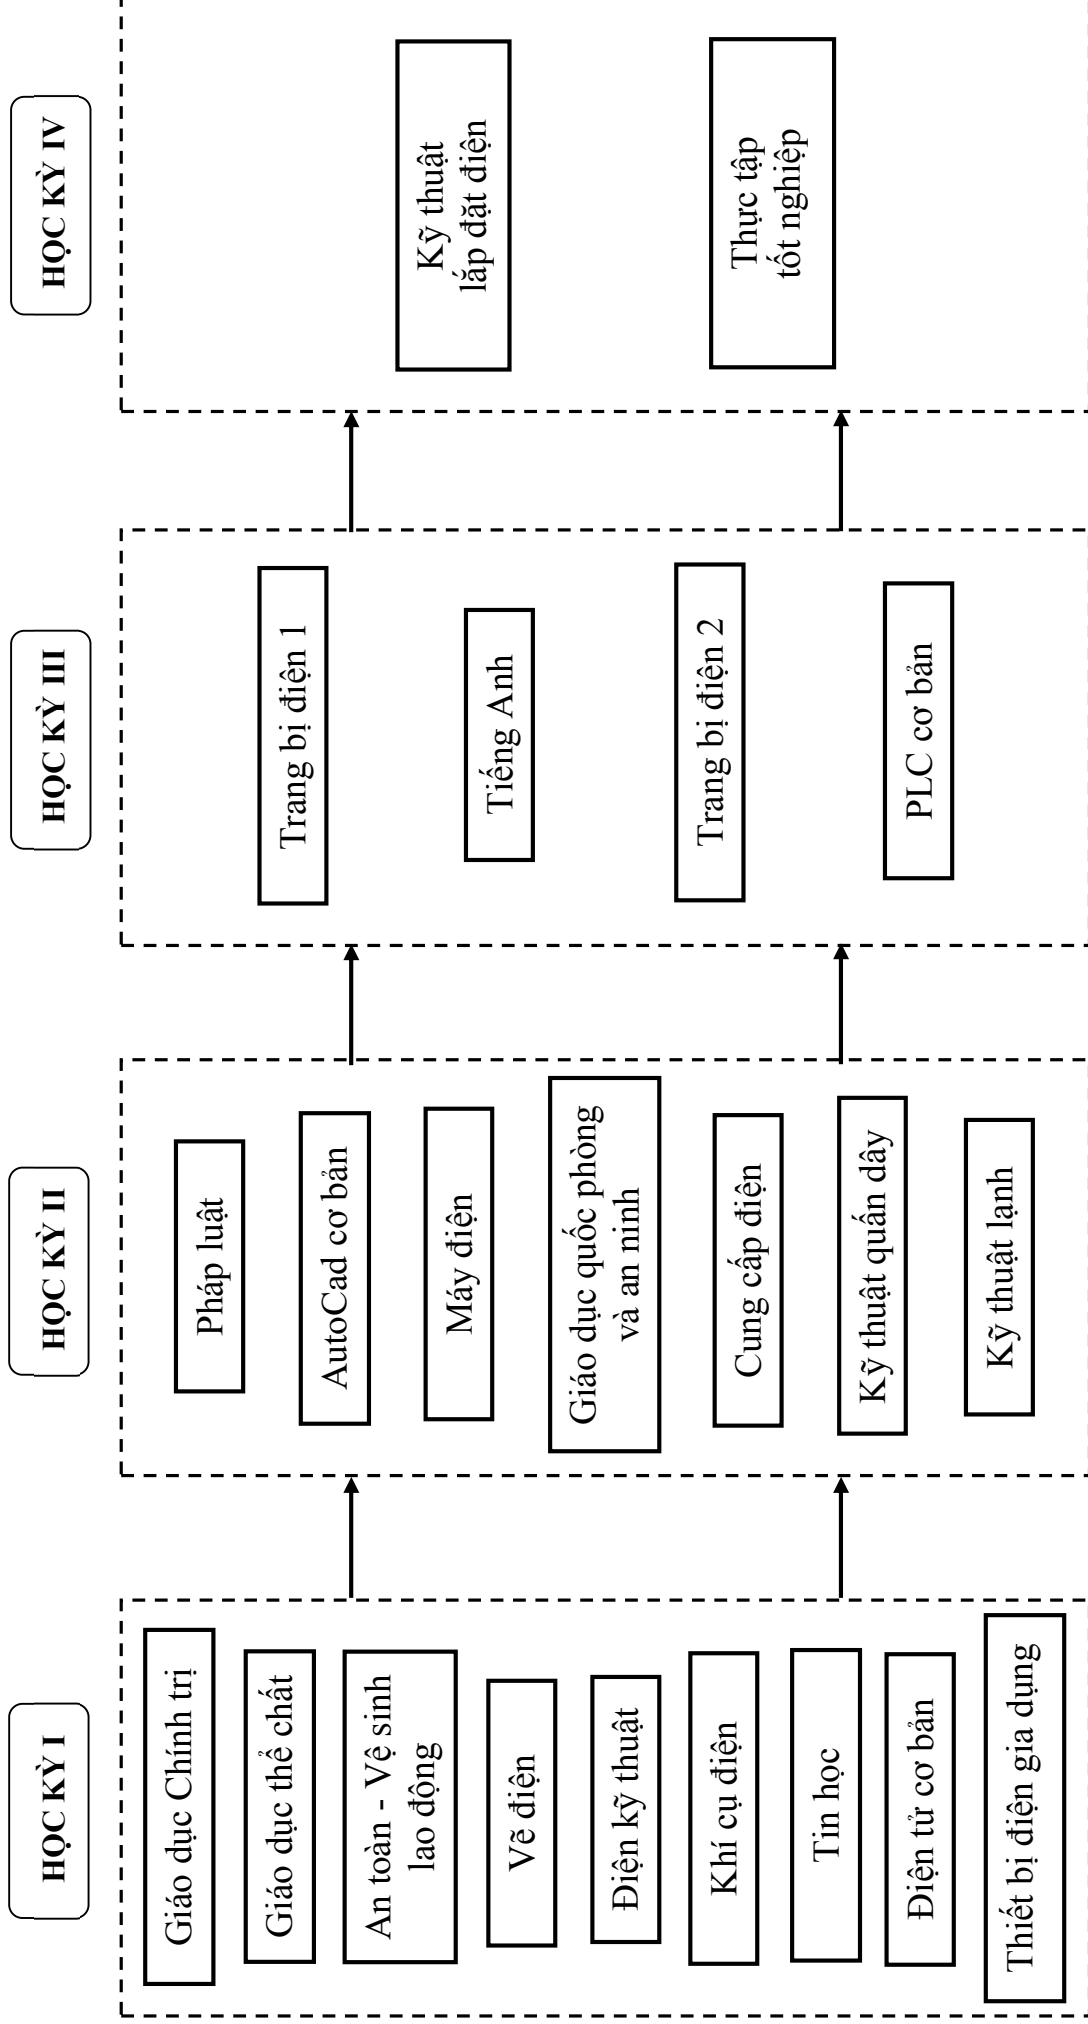 HỌC KỲ I
Giáo dục Chính trị
Giáo dục thể chất
An toàn - Vệ sinh
lao động
Vẽ điện
Điện kỹ thuật
Khí cụ điện
Tin học
Điện tử cơ bản
Thiết bị điện gia dụng
HỌC KỲ II
Pháp luật
AutoCad cơ bản
Máy điện
Giáo dục quốc phòng
và an ninh
Cung cấp điện
Kỹ thuật quấn dây
Kỹ thuật lạnh
HỌC KỲ III
Trang bị điện 1
Tiếng Anh
Trang bị điện 2
PLC cơ bản
HỌC KỲ IV
Kỹ thuật
lắp đặt điện
Thực tập
tốt nghiệp